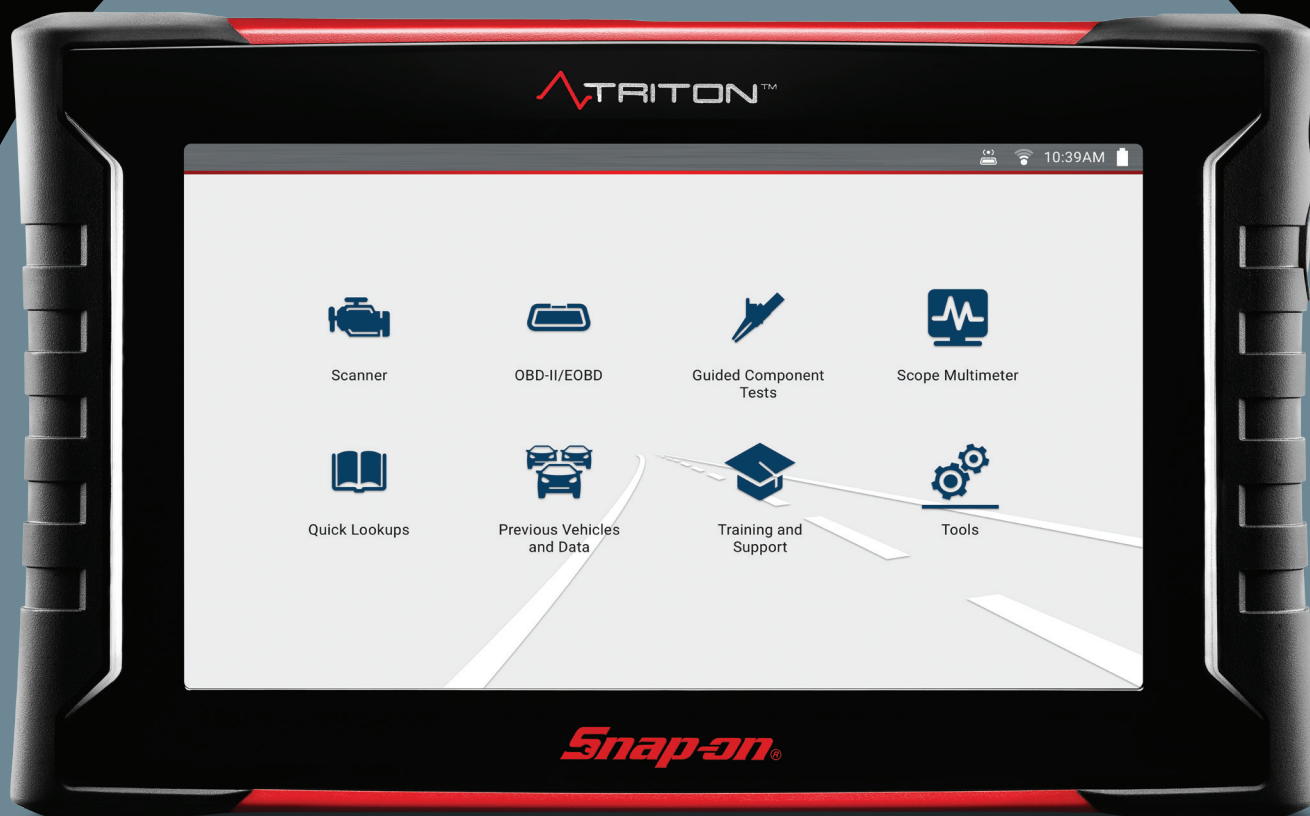 TRITON™
10:39AM
Scanner
OBD-II/EOBD
Guided Component
Tests
Scope Multimeter
Quick Lookups
Previous Vehicles
and Data
Training and
Support
Tools
Snap-on®